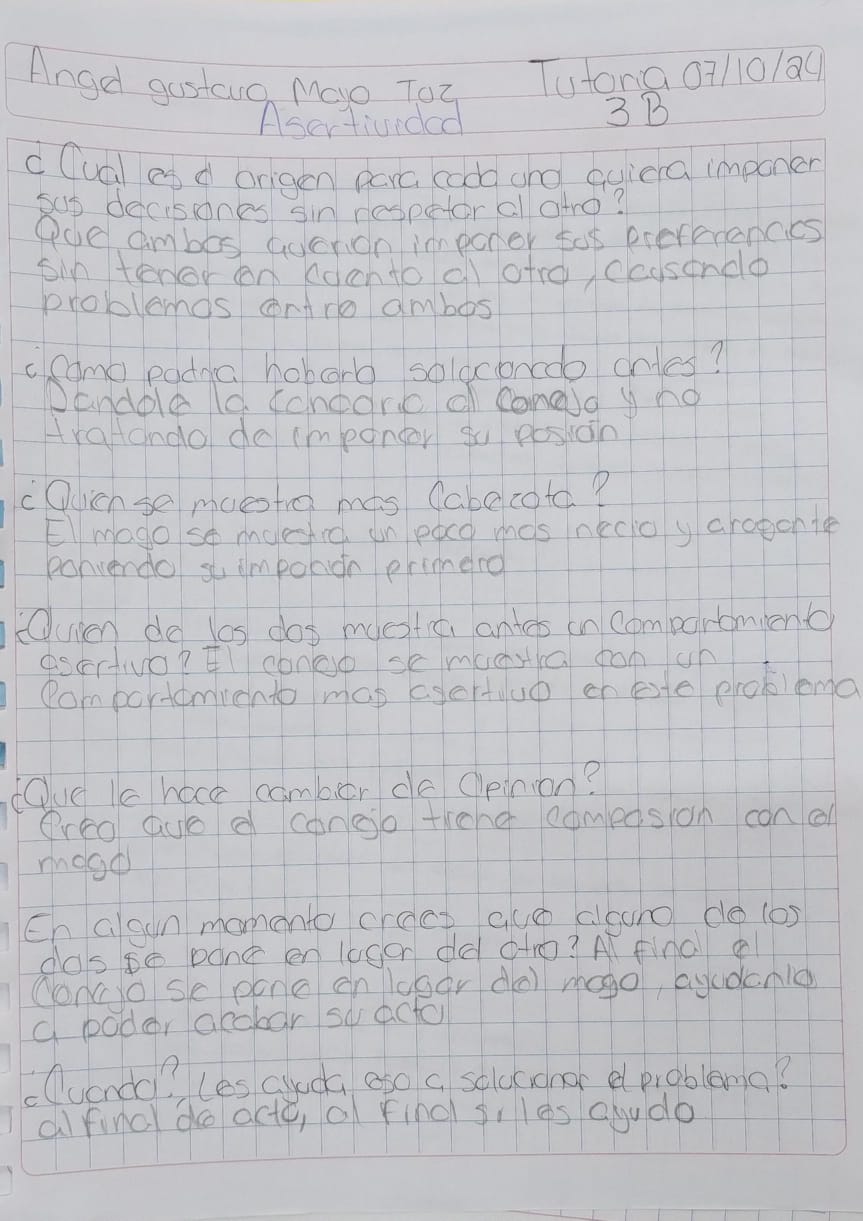 Angel gustavo Mayo Toz Tutoria 07/10/24
Asertividad 3B
¿Cual es el origen para cada uno quiera imponer
sus decisiones sin respetar al otro?
Que ambos querian imponer sus preferencias
sin tener en cuenta al otro, causando
problemas entre ambos
¿Como podria haberlo solucionado antes?
Dandole la zanaoria al conejo y no
tratando de imponer su posicion
¿Quien se muestra mas Cabezota?
El mago se muestra un poco mas necio y arogante
poniendo su imposicion primero
¿Quien de los dos muestra antes un Comportamiento
asertivo? El conejo se muestra con un
Comportamiento mas asertivo en este problema
¿Que le hace cambiar de Opinion?
Creo que el conejo tiene compasion con el
mago
En algun momento crees que alguno de los
dos se pone en lugar del otro? Al final el
Conejo se pone en lugar del mago, ayudanlo
a poder acabar su acto
¿Cuando? Les ayuda eso a solucionar el problema?
al final de acto, al final si les ayudo